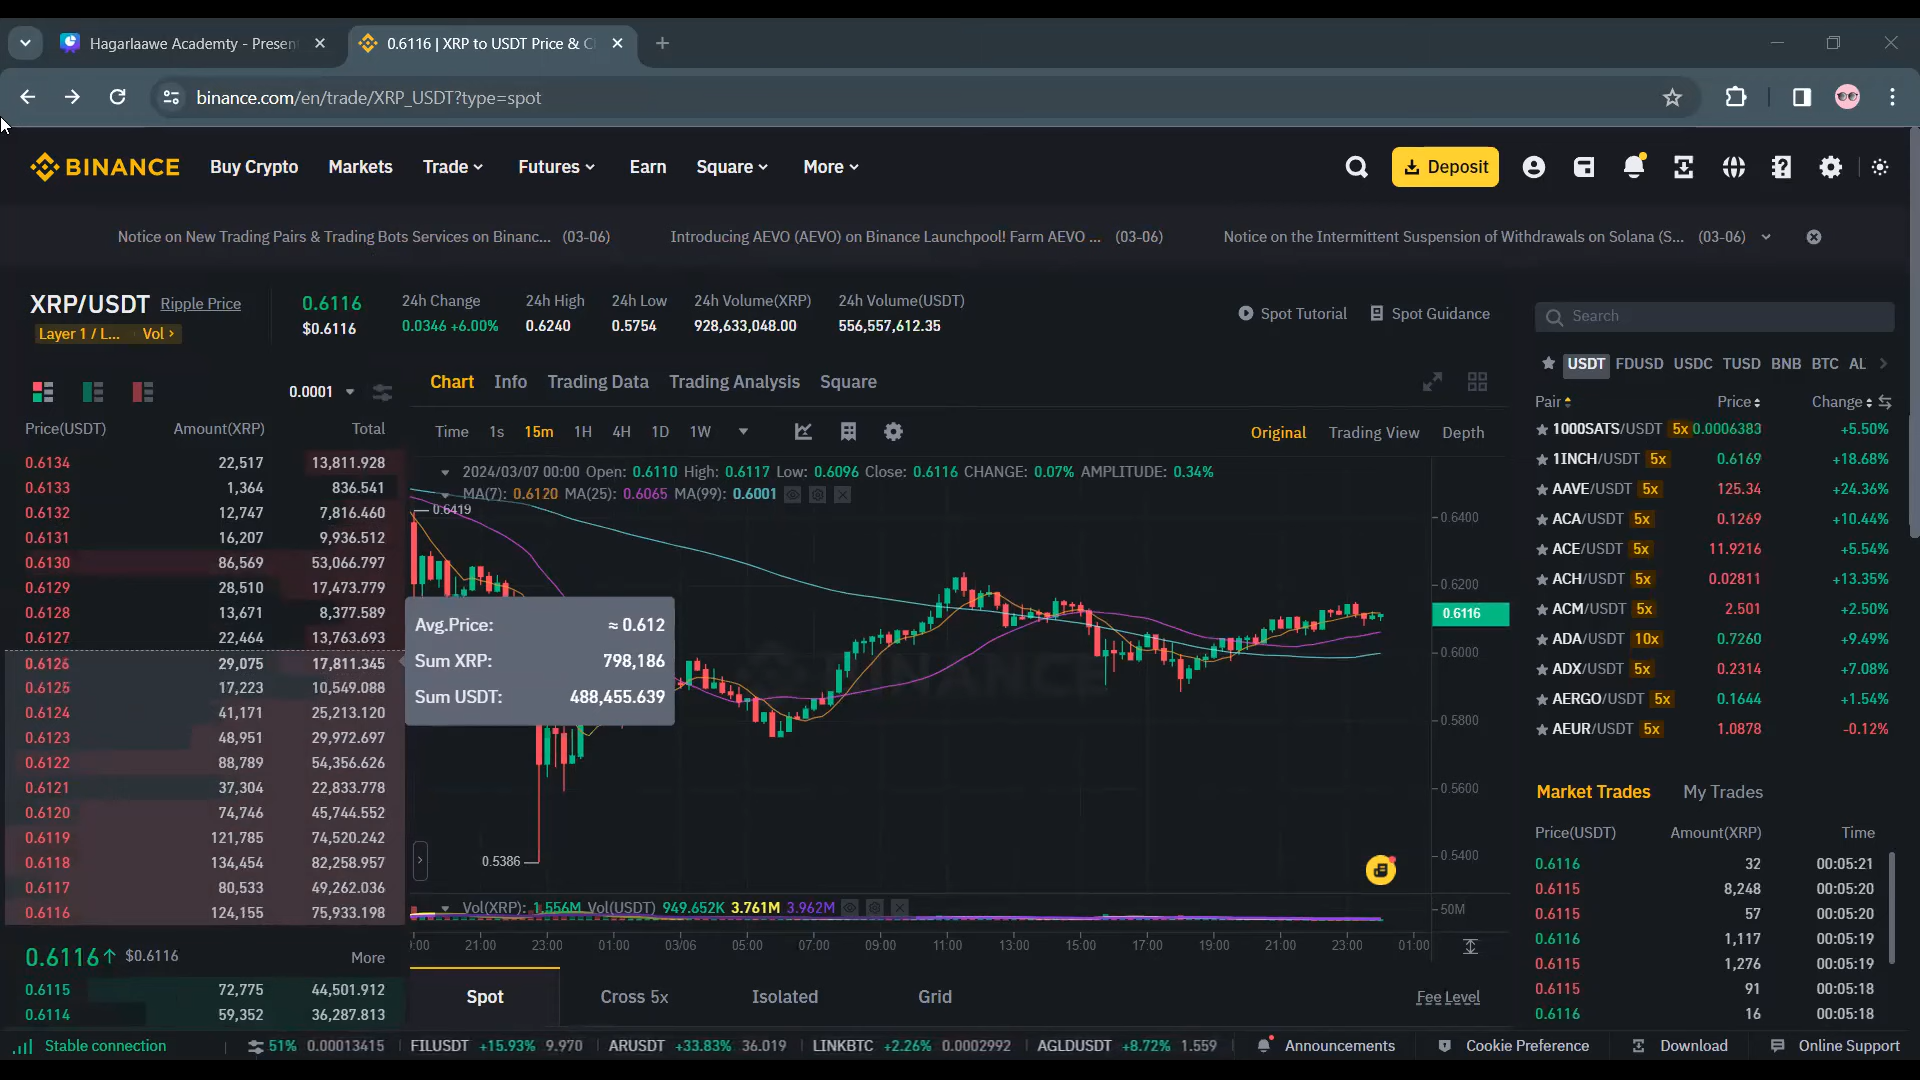 Hagarlaawe Academty - Presen
0.6116 | XRP to USDT Price & C
binance.com/en/trade/XRP_USDT?type=spot
BINANCE Buy Crypto Markets Trade Futures Earn Square More Deposit
Notice on New Trading Pairs & Trading Bots Services on Binanc... (03-06) Introducing AEVO (AEVO) on Binance Launchpool! Farm AEVO ... (03-06) Notice on the Intermittent Suspension of Withdrawals on Solana (S... (03-06)
XRP/USDT Ripple Price
Layer 1 / L... Vol
0.6116
$0.6116
24h Change
0.0346 +6.00%
24h High
0.6240
24h Low
0.5754
24h Volume(XRP)
928,633,048.00
24h Volume(USDT)
556,557,612.35
Spot Tutorial Spot Guidance
0.0001
Price(USDT) Amount(XRP) Total
0.6134 22,517 13,811.928
0.6133 1,364 836.541
0.6132 12,747 7,816.460
0.6131 16,207 9,936.512
0.6130 86,569 53,066.797
0.6129 28,510 17,473.779
0.6128 13,671 8,377.589
0.6127 22,464 13,763.693
0.6126 29,075 17,811.345
0.6125 17,223 10,549.088
0.6124 41,171 25,213.120
0.6123 48,951 29,972.697
0.6122 88,789 54,356.626
0.6121 37,304 22,833.778
0.6120 74,746 45,744.552
0.6119 121,785 74,520.242
0.6118 134,454 82,258.957
0.6117 80,533 49,262.036
0.6116 124,155 75,933.198
0.6116↑ $0.6116 More
0.6115 72,775 44,501.912
0.6114 59,352 36,287.813
Chart Info Trading Data Trading Analysis Square
Time 1s 15m 1H 4H 1D 1W Original Trading View Depth
2024/03/07 00:00 Open: 0.6110 High: 0.6117 Low: 0.6096 Close: 0.6116 CHANGE: 0.07% AMPLITUDE: 0.34%
MA(7): 0.6120 MA(25): 0.6065 MA(99): 0.6001
0.6419
0.6400
0.6200
0.6116
0.6000
0.5800
0.5600
0.5400
50M
BINANCE
Avg.Price: ≈ 0.612
Sum XRP: 798,186
Sum USDT: 488,455.639
0.5386
Vol(XRP): 1.556M Vol(USDT) 949.652K 3.761M 3.962M
:00 21:00 23:00 01:00 03/06 05:00 07:00 09:00 11:00 13:00 15:00 17:00 19:00 21:00 23:00 01:00
Spot Cross 5x Isolated Grid Fee Level
Search
USDT FDUSD USDC TUSD BNB BTC AL
Pair Price Change
1000SATS/USDT 5x 0.0006383 +5.50%
1INCH/USDT 5x 0.6169 +18.68%
AAVE/USDT 5x 125.34 +24.36%
ACA/USDT 5x 0.1269 +10.44%
ACE/USDT 5x 11.9216 +5.54%
ACH/USDT 5x 0.02811 +13.35%
ACM/USDT 5x 2.501 +2.50%
ADA/USDT 10x 0.7260 +9.49%
ADX/USDT 5x 0.2314 +7.08%
AERGO/USDT 5x 0.1644 +1.54%
AEUR/USDT 5x 1.0878 -0.12%
Market Trades My Trades
Price(USDT) Amount(XRP) Time
0.6116 32 00:05:21
0.6115 8,248 00:05:20
0.6115 57 00:05:20
0.6116 1,117 00:05:19
0.6115 1,276 00:05:19
0.6115 91 00:05:18
0.6116 16 00:05:18
Stable connection 51% 0.00013415 FILUSDT +15.93% 9.970 ARUSDT +33.83% 36.019 LINKBTC +2.26% 0.0002992 AGLDUSDT +8.72% 1.559 Announcements Cookie Preference Download Online Support